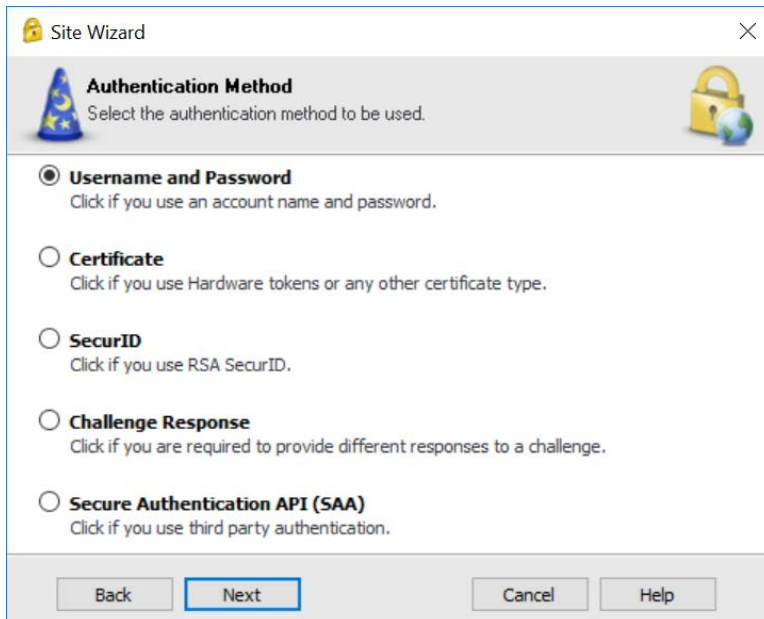 Site Wizard
Authentication Method
Select the authentication method to be used.
Username and Password
Click if you use an account name and password.
Certificate
Click if you use Hardware tokens or any other certificate type.
SecurID
Click if you use RSA SecurID.
Challenge Response
Click if you are required to provide different responses to a challenge.
Secure Authentication API (SAA)
Click if you use third party authentication.
Back Next Cancel Help